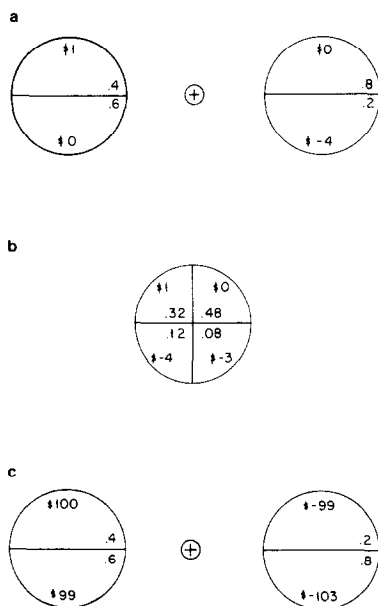 a
$1 $0
.4 .8
.6 + .2
$0 $-4
b
$1 $0
.32 .48
.12 .08
$-4 $-3
c
$100 $-99
.4 .2
.6 + .8
$99 $-103